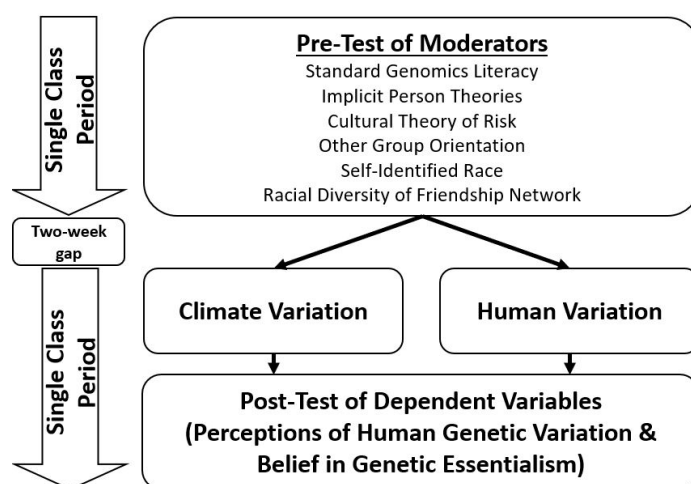 Single Class
Period
Pre-Test of Moderators
Standard Genomics Literacy
Implicit Person Theories
Cultural Theory of Risk
Other Group Orientation
Self-Identified Race
Racial Diversity of Friendship Network
Two-week
gap
Single Class
Period
Climate Variation
Human Variation
Post-Test of Dependent Variables
(Perceptions of Human Genetic Variation &
Belief in Genetic Essentialism)